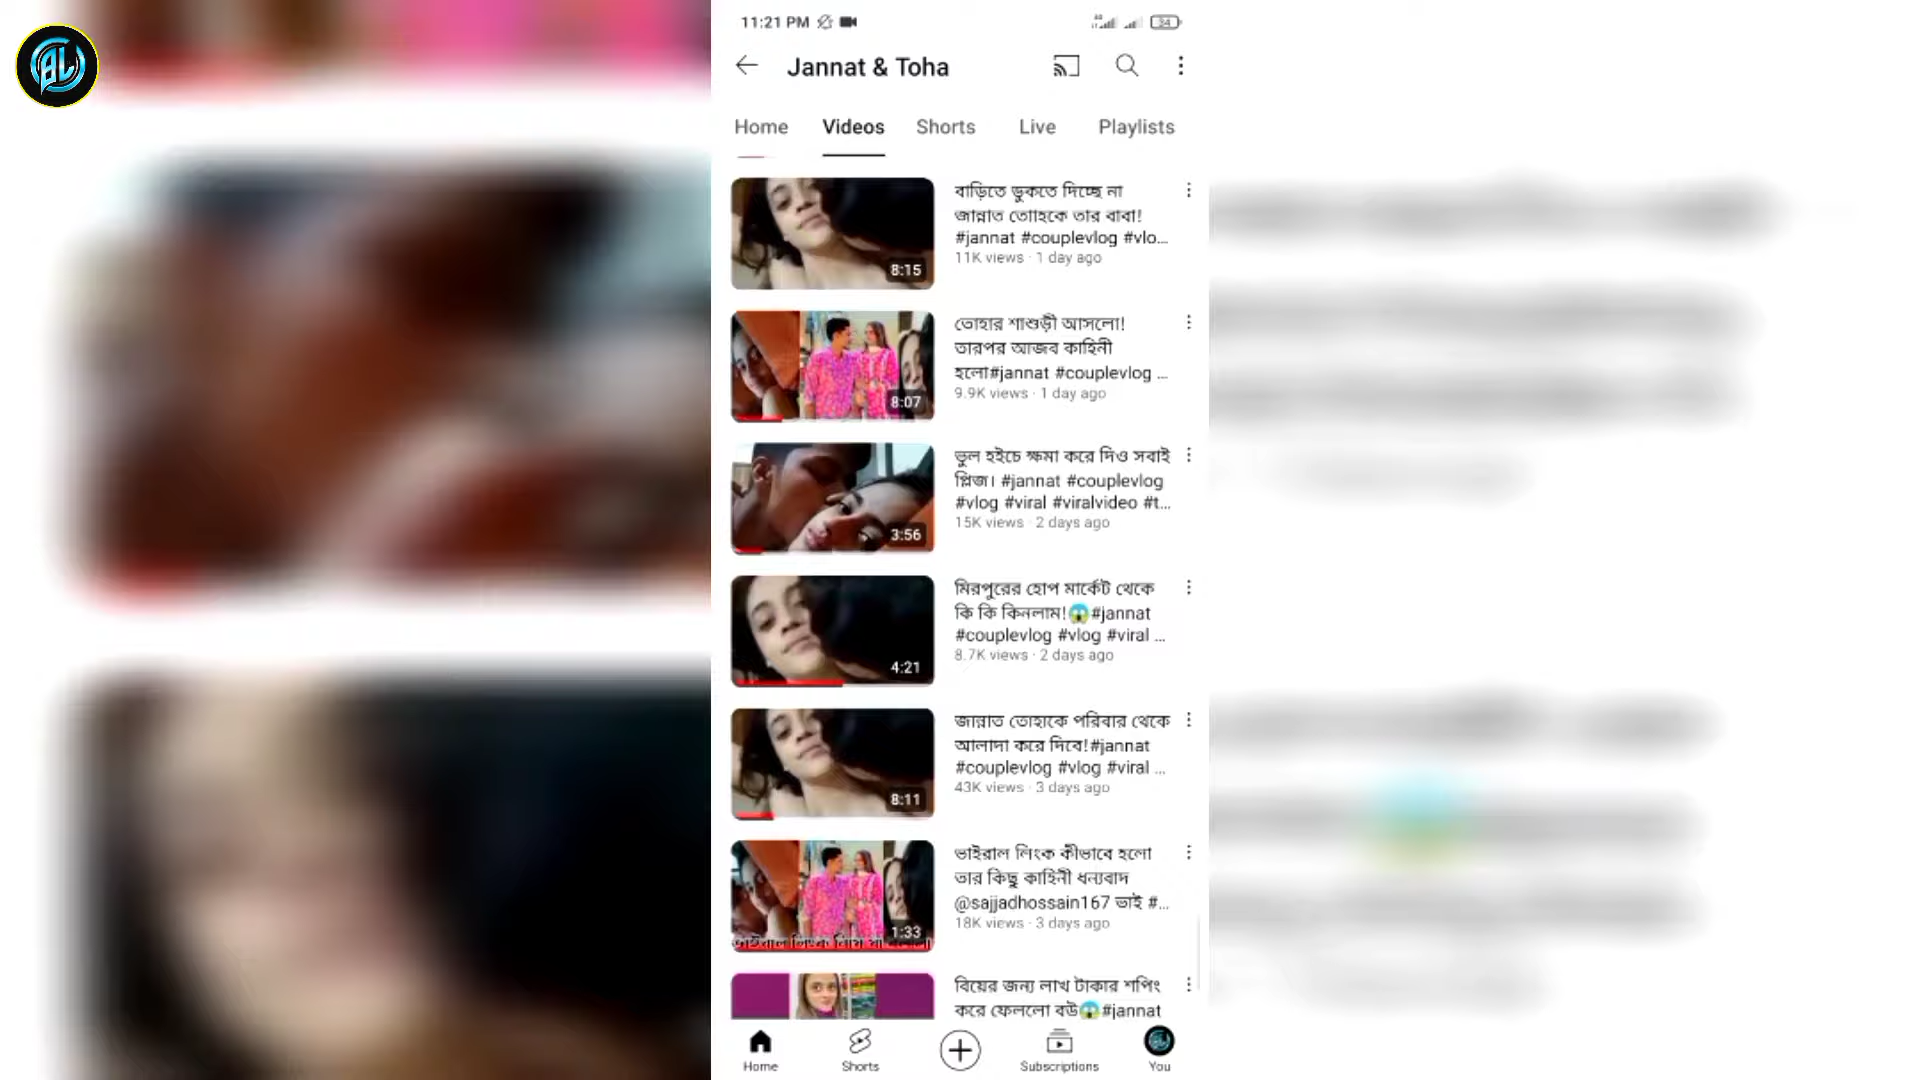 11:21 PM
34
Jannat & Toha
Home Videos Shorts Live Playlists
বাড়িতে ঢুকতে দিচ্ছে না
জান্নাত তোাহকে তার বাবা!
#jannat #couplevlog #vlo...
11K views · 1 day ago
8:15
তোহার শাশুড়ী আসলো!
তারপর আজব কাহিনী
হলো#jannat #couplevlog ...
9.9K views · 1 day ago
8:07
ভুল হইচে ক্ষমা করে দিও সবাই
প্লিজ। #jannat #couplevlog
#vlog #viral #viralvideo #t...
15K views · 2 days ago
3:56
মিরপুরের হোপ মার্কেট থেকে
কি কি কিনলাম!😱#jannat
#couplevlog #vlog #viral ...
8.7K views · 2 days ago
4:21
জান্নাত তোহাকে পরিবার থেকে
আলাদা করে দিবে!#jannat
#couplevlog #vlog #viral ...
43K views · 3 days ago
8:11
ভাইরাল লিংক কীভাবে হলো
তার কিছু কাহিনী ধন্যবাদ
@sajjadhossain167 ভাই #...
18K views · 3 days ago
1:33
বিয়ের জন্য লাখ টাকার শপিং
করে ফেললো বউ😱#jannat
Home Shorts Subscriptions You